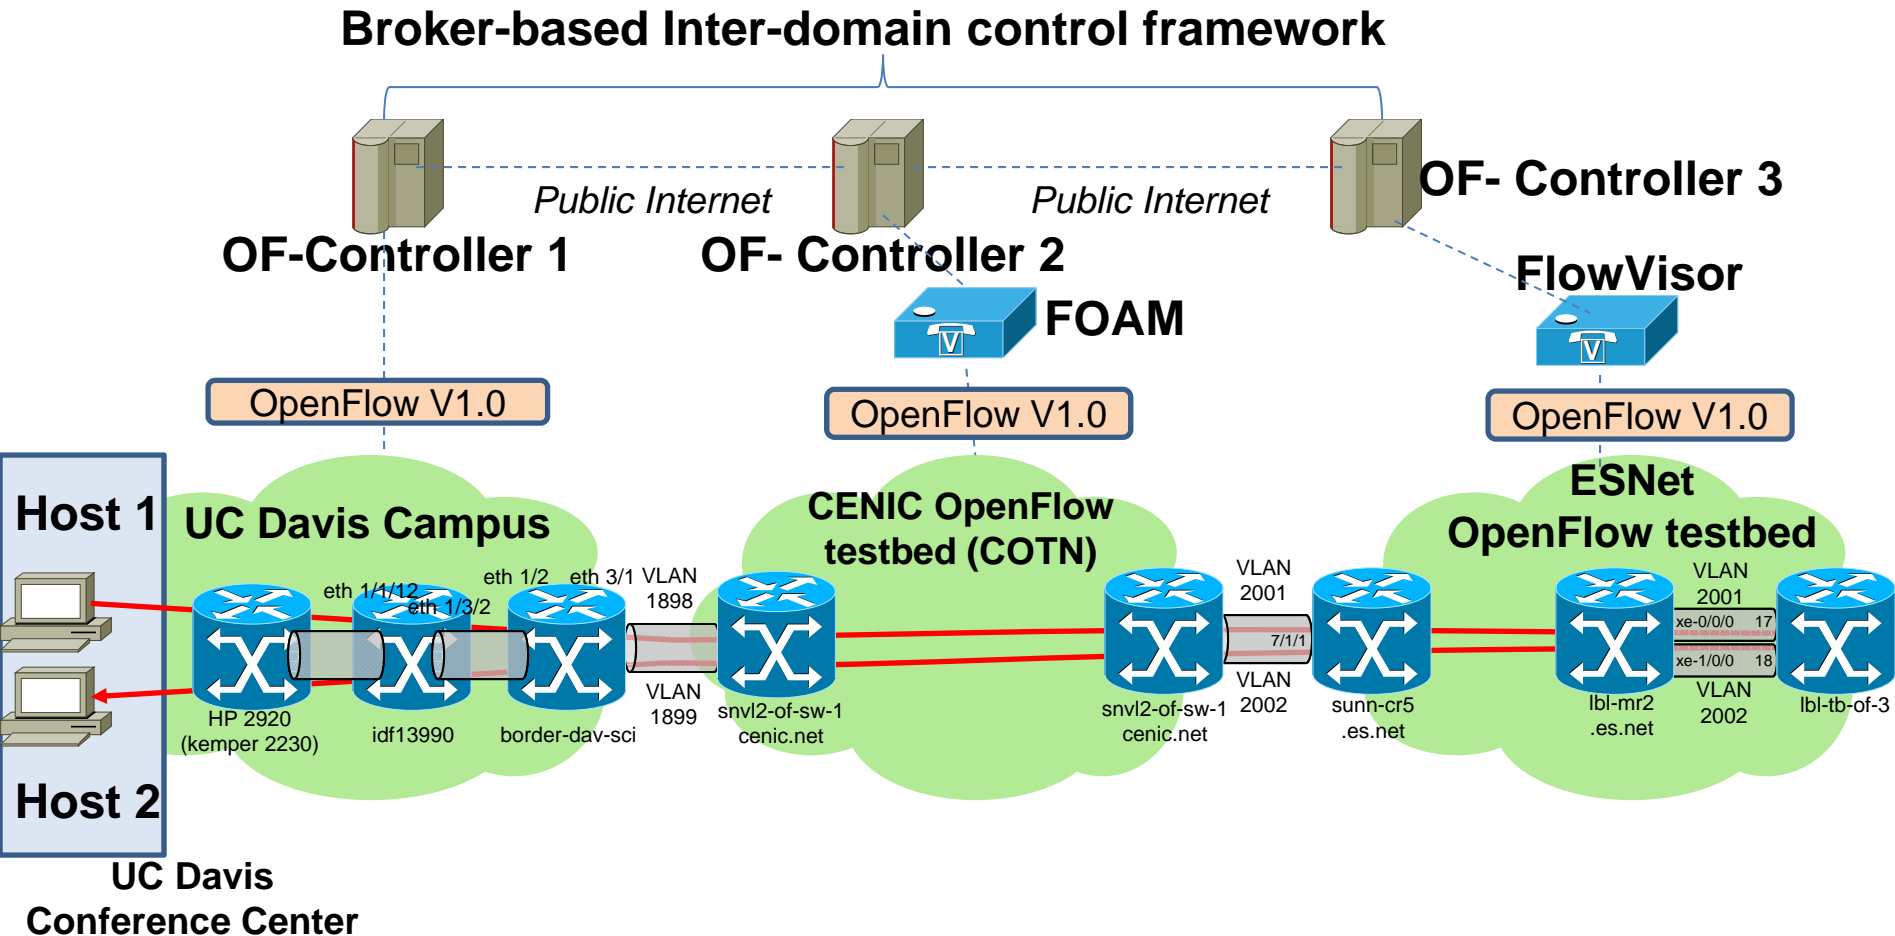 Broker-based Inter-domain control framework
Public Internet
Public Internet
OF- Controller 3
OF-Controller 1
OF- Controller 2
FlowVisor
FOAM
V
V
OpenFlow V1.0
OpenFlow V1.0
OpenFlow V1.0
Host 1
UC Davis Campus
CENIC OpenFlow
testbed (COTN)
ESNet
OpenFlow testbed
eth 1/1/12
eth 1/3/2
eth 1/2
eth 3/1
VLAN
1898
VLAN
2001
VLAN
2001
7/1/1
xe-0/0/0
17
xe-1/0/0
18
VLAN
1899
VLAN
2002
VLAN
2002
HP 2920
(kemper 2230)
idf13990
border-dav-sci
snvl2-of-sw-1
cenic.net
snvl2-of-sw-1
cenic.net
sunn-cr5
.es.net
lbl-mr2
.es.net
lbl-tb-of-3
Host 2
UC Davis
Conference Center